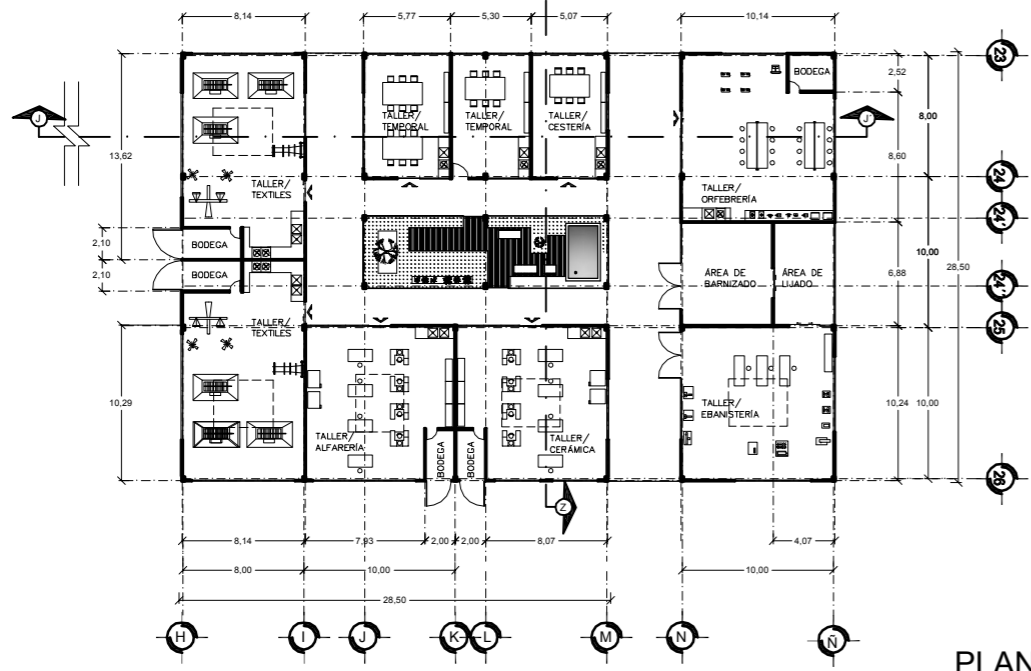 8,14
5,77
5,30
5,07
10,14
23
BODEGA
2,52
TALLER/
TEMPORAL
TALLER/
TEMPORAL
TALLER/
CESTERÍA
J'
J'
8,00
13,62
8,60
TALLER/
TEXTILES
TALLER/
ORFEBRERÍA
24
24'
2,10
BODEGA
2,10
BODEGA
ÁREA DE
BARNIZADO
ÁREA DE
LIJADO
6,88
10,00
28,50
24'
TALLER/
TEXTILES
25
10,29
TALLER/
ALFARERÍA
BODEGA
BODEGA
TALLER/
CERÁMICA
TALLER/
EBANISTERÍA
10,24
10,00
26
Z
8,14
7,93
2,00
2,00
8,07
4,07
8,00
10,00
10,00
28,50
H
I
J
K
L
M
N
Ñ
PLAN